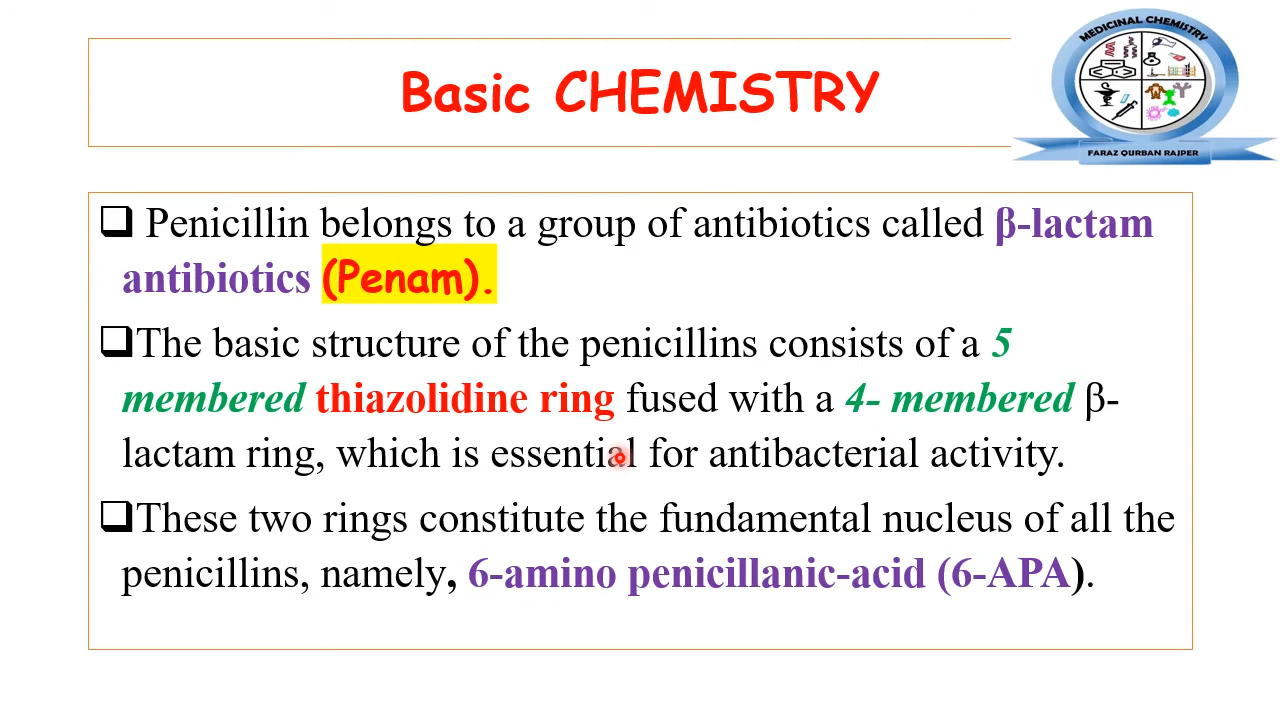 Basic CHEMISTRY
MEDICINAL CHEMISTRY
FARAZ QURBAN RAJPER
❑ Penicillin belongs to a group of antibiotics called β-lactam
antibiotics (Penam).
❑The basic structure of the penicillins consists of a 5
membered thiazolidine ring fused with a 4- membered β-
lactam ring, which is essential for antibacterial activity.
❑These two rings constitute the fundamental nucleus of all the
penicillins, namely, 6-amino penicillanic-acid (6-APA).